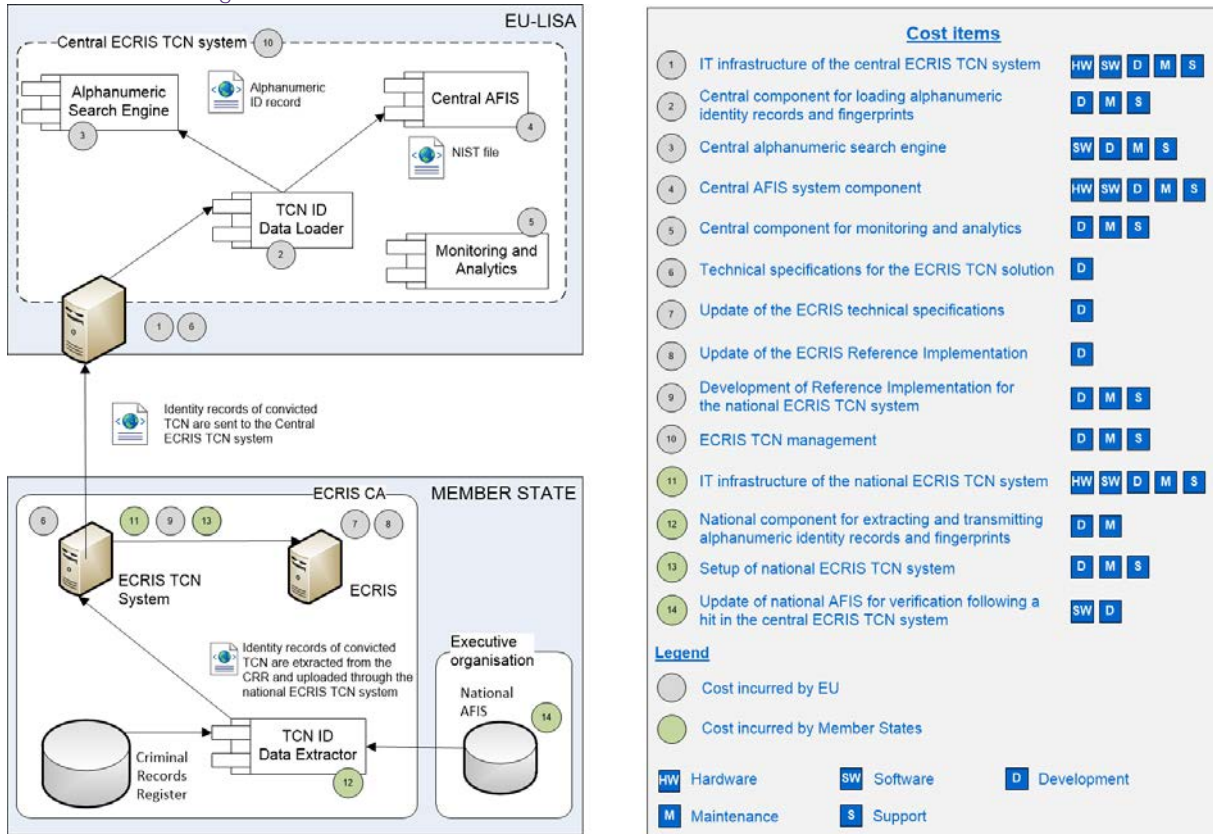 EU-LISA
Central ECRIS TCN system
10
Alphanumeric
Search Engine
3
Alphanumeric
ID record
Central AFIS
4
NIST file
TCN ID
Data Loader
2
5
Monitoring and
Analytics
1
6
Identity records of convicted
TCN are sent to the Central
ECRIS TCN system
ECRIS CA
MEMBER STATE
6
11
9
13
7
8
ECRIS TCN
System
ECRIS
Identity records of convicted
TCN are etxracted from the
CRR and uploaded through the
national ECRIS TCN system
Executive
organisation
National
AFIS
14
Criminal
Records
Register
TCN ID
Data Extractor
12
Cost items
1 IT infrastructure of the central ECRIS TCN system HW SW D M S
2 Central component for loading alphanumeric
identity records and fingerprints D M S
3 Central alphanumeric search engine SW D M S
4 Central AFIS system component HW SW D M S
5 Central component for monitoring and analytics D M S
6 Technical specifications for the ECRIS TCN solution D
7 Update of the ECRIS technical specifications D
8 Update of the ECRIS Reference Implementation D
9 Development of Reference Implementation for
the national ECRIS TCN system D M S
10 ECRIS TCN management D M S
11 IT infrastructure of the national ECRIS TCN system HW SW D M S
12 National component for extracting and transmitting
alphanumeric identity records and fingerprints D M
13 Setup of national ECRIS TCN system D M S
14 Update of national AFIS for verification following a
hit in the central ECRIS TCN system SW D
Legend
Cost incurred by EU
Cost incurred by Member States
HW Hardware SW Software D Development
M Maintenance S Support